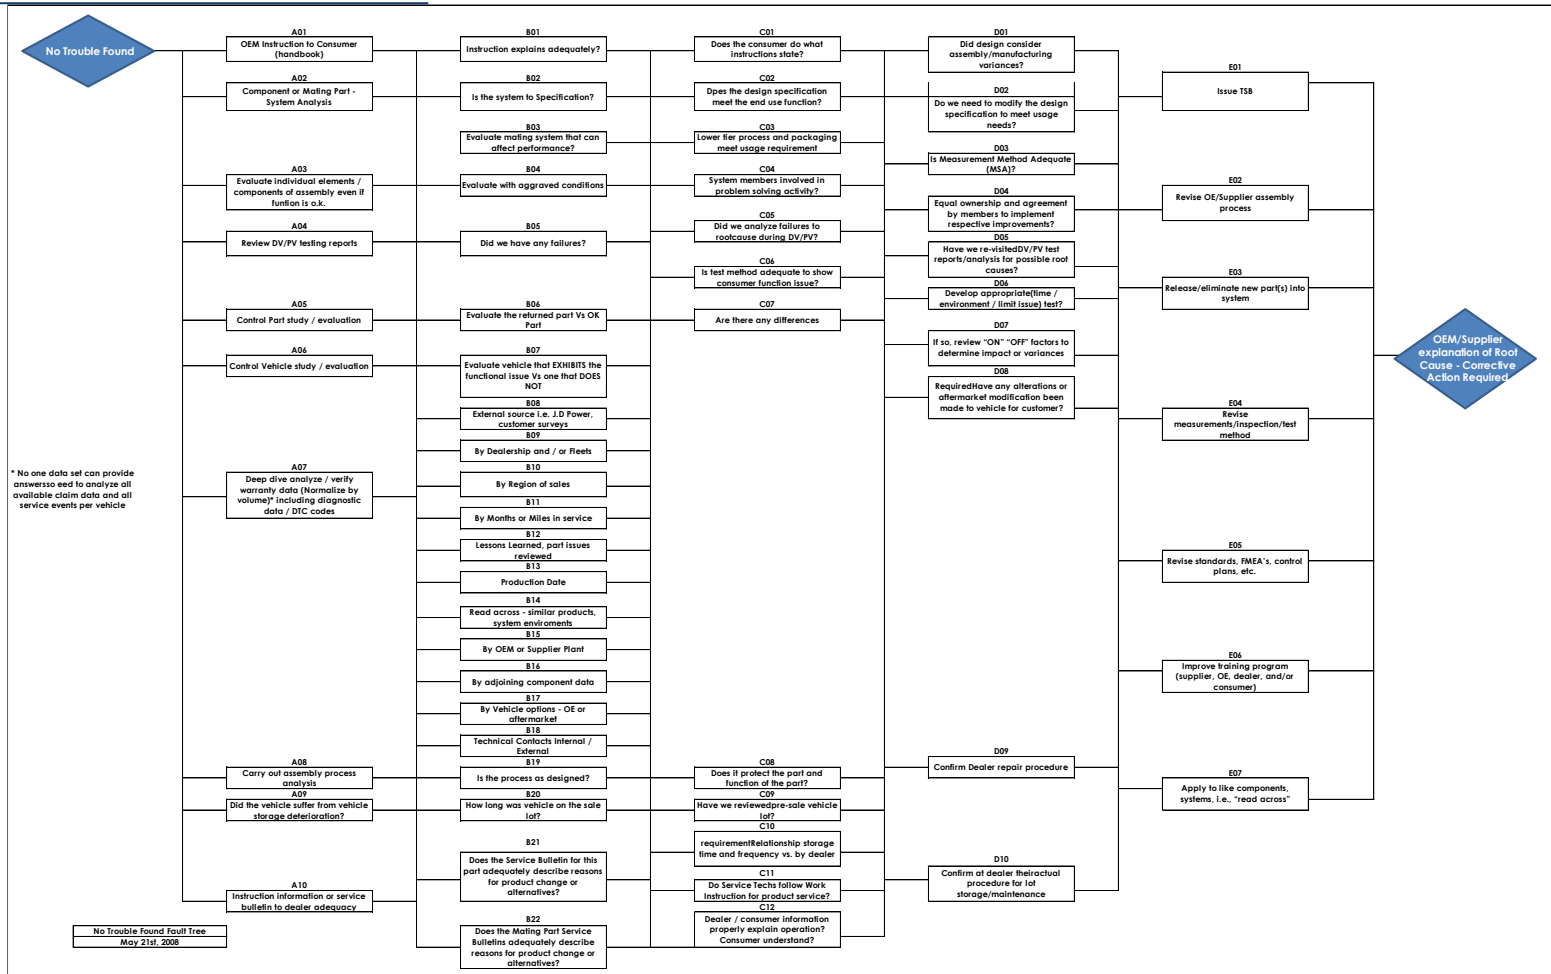 No Trouble Found
A01
OEM Instruction to Consumer
(handbook)
A02
Component or Mating Part -
System Analysis
A03
Evaluate individual elements /
components of assembly even if
funtion is o.k.
A04
Review DV/PV testing reports
A05
Control Part study / evaluation
A06
Control Vehicle study / evaluation
* No one data set can provide
answersso eed to analyze all
available claim data and all
service events per vehicle
A07
Deep dive analyze / verify
warranty data (Normalize by
volume)* including diagnostic
data / DTC codes
A08
Carry out assembly process
analysis
A09
Did the vehicle suffer from vehicle
storage deterioration?
A10
Instruction information or service
bulletin to dealer adequacy
No Trouble Found Fault Tree
May 21st, 2008
B01
Instruction explains adequately?
B02
Is the system to Specification?
B03
Evaluate mating system that can
affect performance?
B04
Evaluate with aggraved conditions
B05
Did we have any failures?
B06
Evaluate the returned part Vs OK
Part
B07
Evaluate vehicle that EXHIBITS the
functional issue Vs one that DOES
NOT
B08
External source i.e. J.D Power,
customer surveys
B09
By Dealership and / or Fleets
B10
By Region of sales
B11
By Months or Miles in service
B12
Lessons Learned, part issues
reviewed
B13
Production Date
B14
Read across - similar products,
system enviroments
B15
By OEM or Supplier Plant
B16
By adjoining component data
B17
By Vehicle options - OE or
aftermarket
B18
Technical Contacts Internal /
External
B19
Is the process as designed?
B20
How long was vehicle on the sale
lot?
B21
Does the Service Bulletin for this
part adequately describe reasons
for product change or
alternatives?
B22
Does the Mating Part Service
Bulletins adequately describe
reasons for product change or
alternatives?
C01
Does the consumer do what
instructions state?
C02
Dpes the design specification
meet the end use function?
C03
Lower tier process and packaging
meet usage requirement
C04
System members involved in
problem solving activity?
C05
Did we analyze failures to
rootcause during DV/PV?
C06
Is test method adequate to show
consumer function issue?
C07
Are there any differences
C08
Does it protect the part and
function of the part?
C09
Have we reviewedpre-sale vehicle
lot?
C10
requirementRelationship storage
time and frequency vs. by dealer
C11
Do Service Techs follow Work
Instruction for product service?
C12
Dealer / consumer information
properly explain operation?
Consumer understand?
D01
Did design consider
assembly/manufacturing
variances?
D02
Do we need to modify the design
specification to meet usage
needs?
D03
Is Measurement Method Adequate
(MSA)?
D04
Equal ownership and agreement
by members to implement
respective improvements?
D05
Have we re-visitedDV/PV test
reports/analysis for possible root
causes?
D06
Develop appropriate(time /
environment / limit issue) test?
D07
If so, review “ON” “OFF” factors to
determine impact or variances
D08
RequiredHave any alterations or
aftermarket modification been
made to vehicle for customer?
D09
Confirm Dealer repair procedure
D10
Confirm at dealer theiractual
procedure for lot
storage/maintenance
E01
Issue TSB
E02
Revise OE/Supplier assembly
process
E03
Release/eliminate new part(s) into
system
E04
Revise
measurements/inspection/test
method
E05
Revise standards, FMEA’s, control
plans, etc.
E06
Improve training program
(supplier, OE, dealer, and/or
consumer)
E07
Apply to like components,
systems, i.e., “read across”
OEM/Supplier
explanation of Root
Cause - Corrective
Action Required